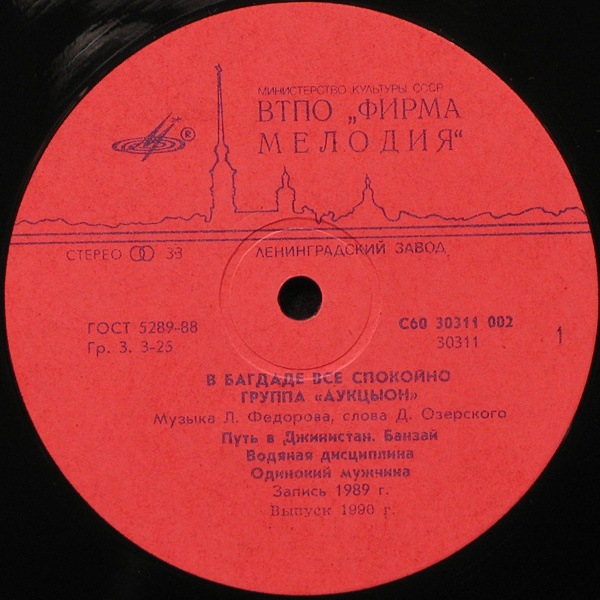 МИНИСТЕРСТВО КУЛЬТУРЫ СССР
ВТПО „ФИРМА
МЕЛОДИЯ“
®
СТЕРЕО 33
ЛЕНИНГРАДСКИЙ ЗАВОД
ГОСТ 5289-88
Гр. 3. 3-25
С60 30311 002
30311
1
В БАГДАДЕ ВСЕ СПОКОЙНО
ГРУППА «АУКЦЫОН»
Музыка Л. Федорова, слова Д. Озерского
Путь в Джинистан. Банзай
Водяная дисциплина
Одинокий мужчина
Запись 1989 г.
Выпуск 1990 г.